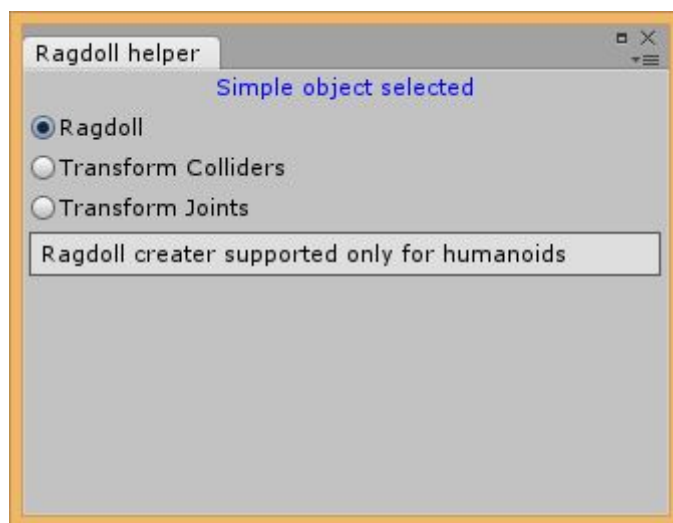 Ragdoll helper
Simple object selected
Ragdoll
Transform Colliders
Transform Joints
Ragdoll creater supported only for humanoids